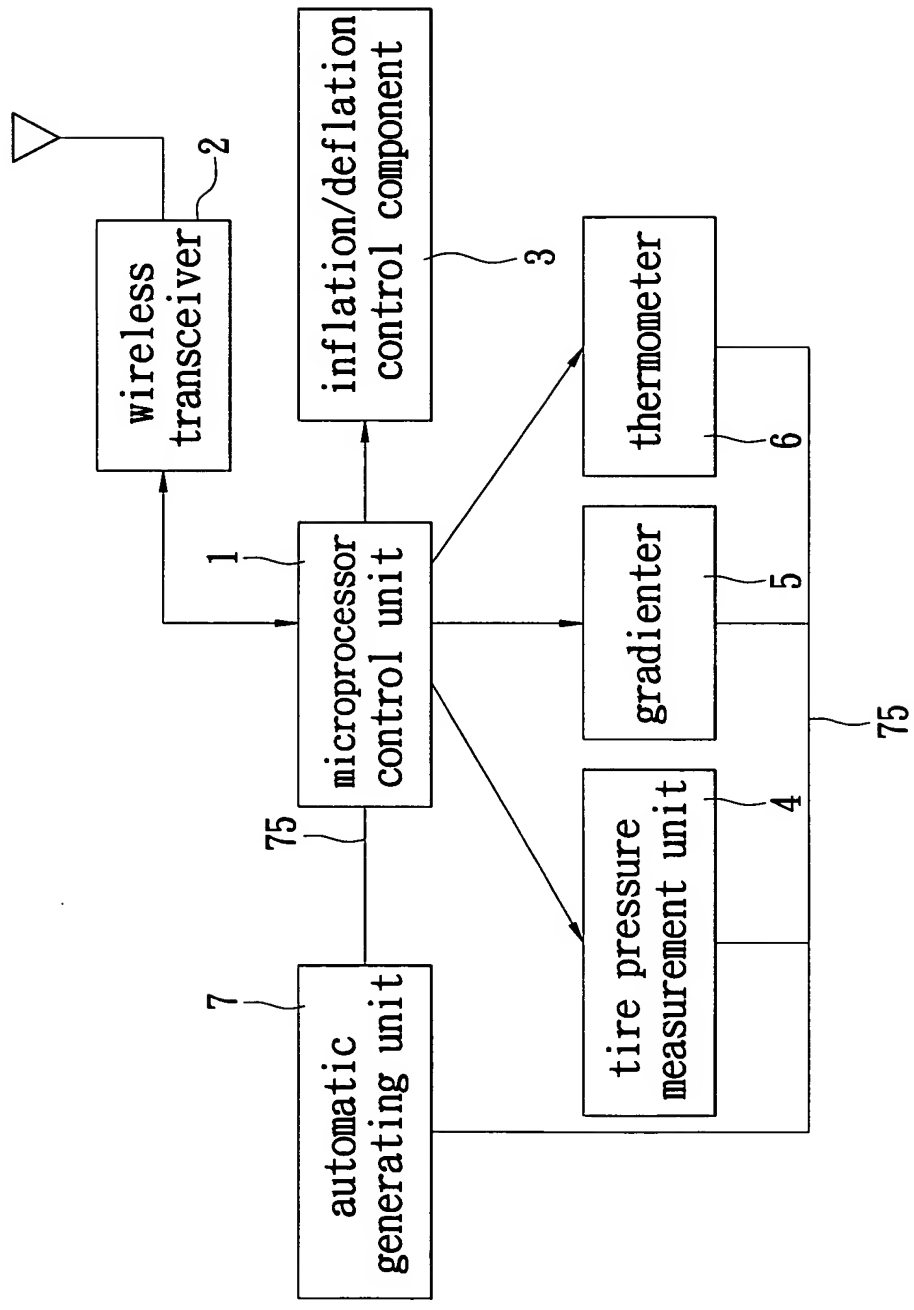 2
wireless
transceiver
7
automatic
generating unit
75
1
microprocessor
control unit
inflation/deflation
control component
3
tire pressure
measurement unit
4
gradienter
5
thermometer
6
75